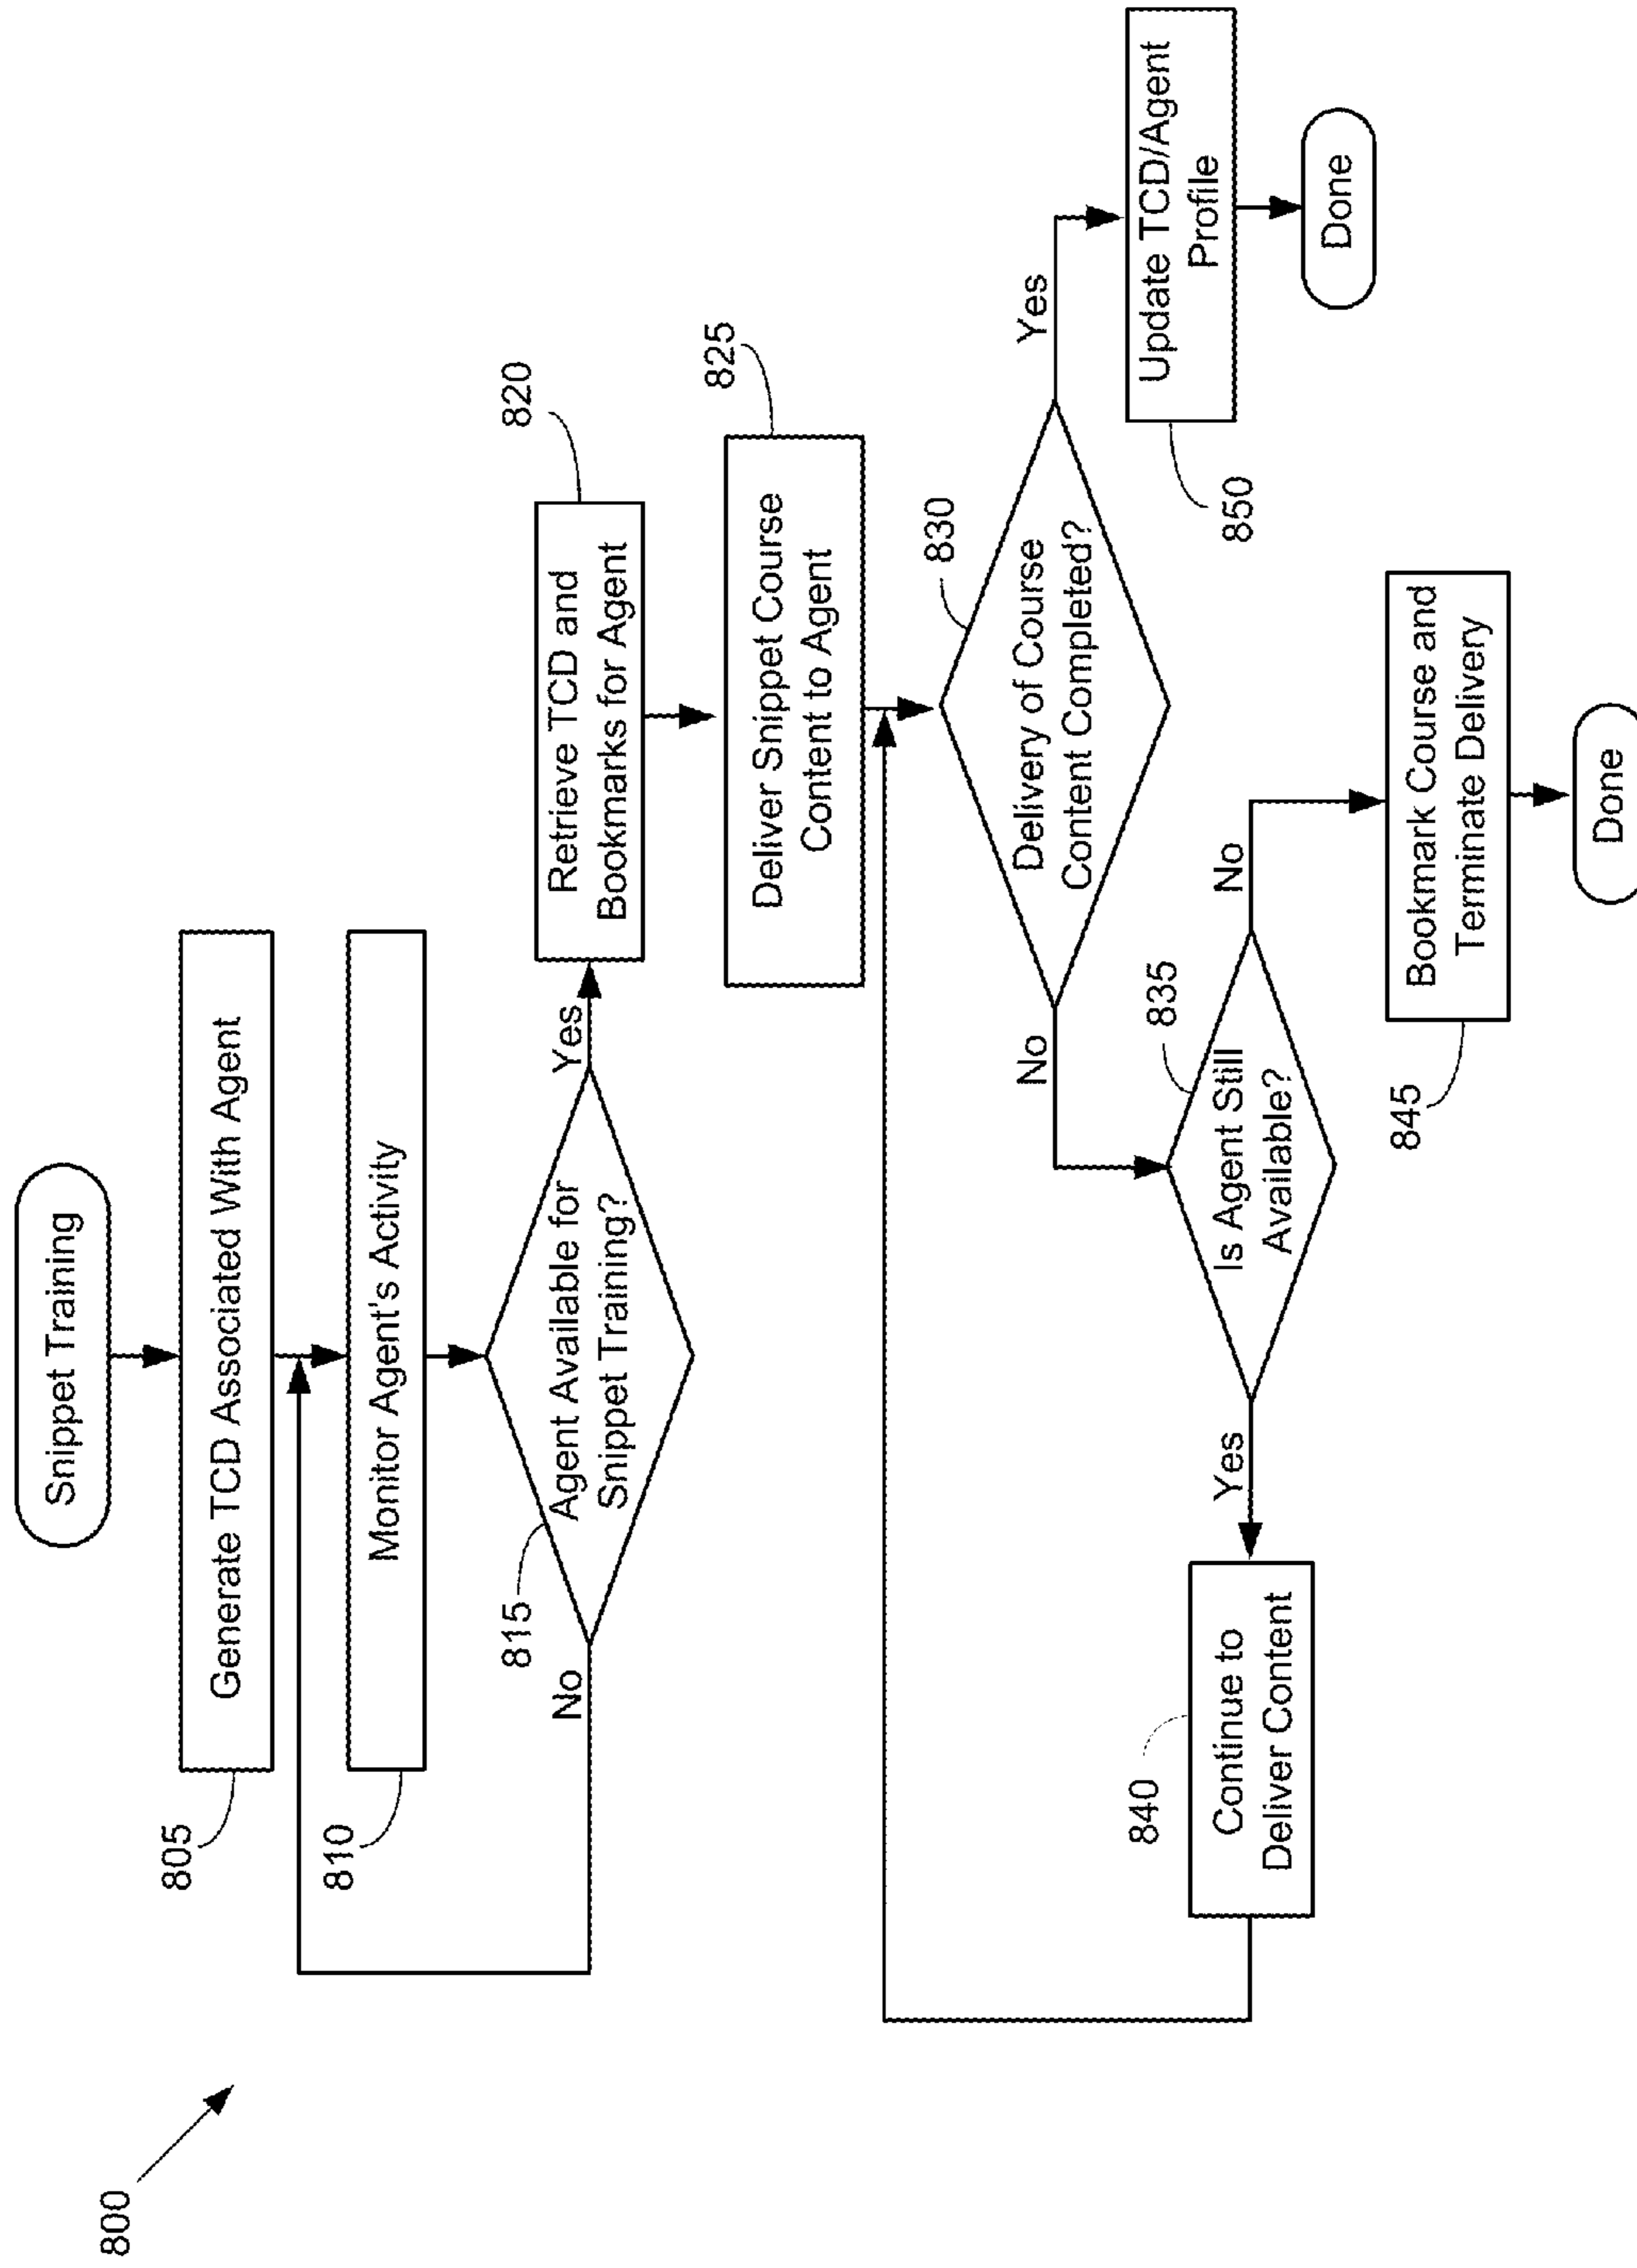 800
Snippet Training
805
Generate TCD Associated With Agent
810
Monitor Agent's Activity
815
Agent Available for
Snippet Training?
No
Yes
820
Retrieve TCD and
Bookmarks for Agent
825
Deliver Snippet Course
Content to Agent
830
Delivery of Course
Content Completed?
No
Yes
835
Is Agent Still
Available?
Yes
No
840
Continue to
Deliver Content
845
Bookmark Course and
Terminate Delivery
Done
850
Update TCD/Agent
Profile
Done